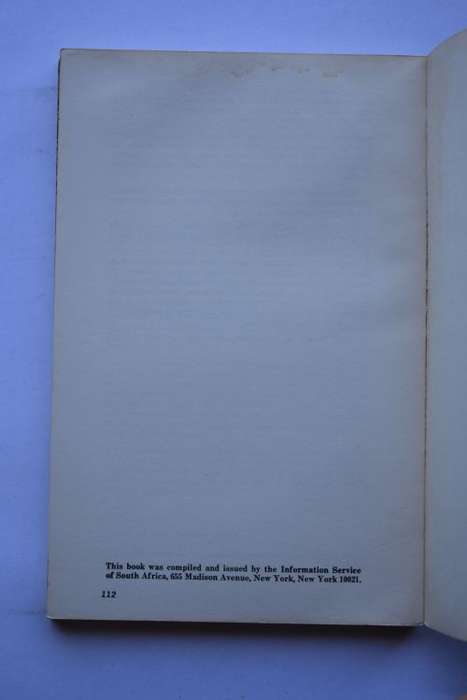 This book was compiled and issued by the Information Service
of South Africa, 655 Madison Avenue, New York, New York 10021.
112